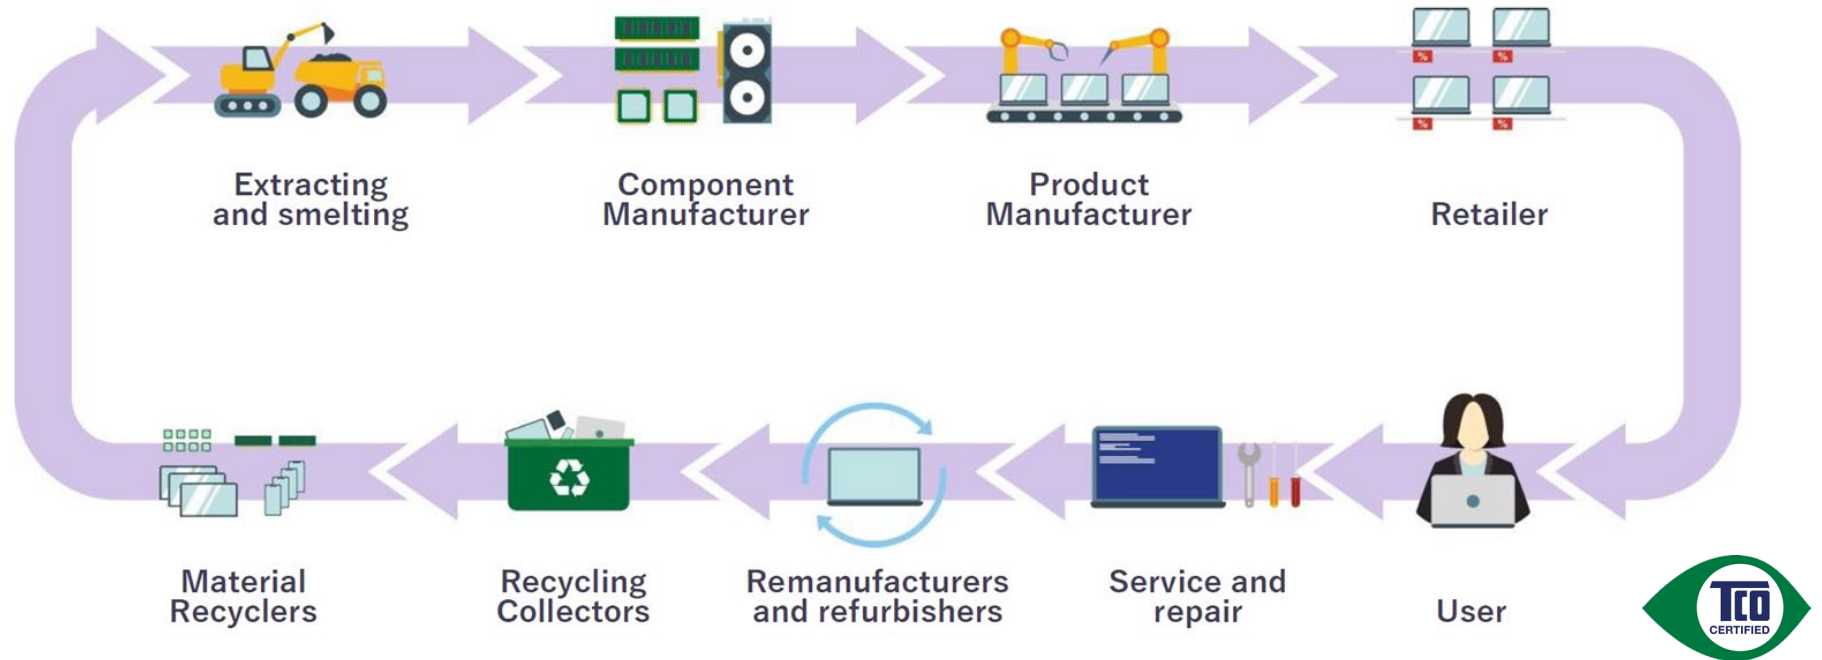 %
%
%
%
Extracting
and smelting
Component
Manufacturer
Product
Manufacturer
Retailer
Material
Recyclers
Recycling
Collectors
Remanufacturers
and refurbishers
Service and
repair
User
TCO
CERTIFIED